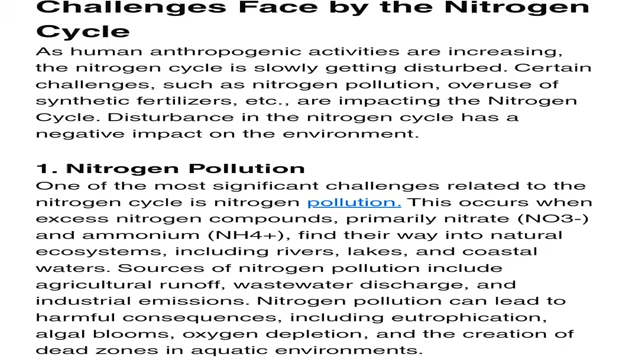 Challenges Face by the Nitrogen
Cycle
As human anthropogenic activities are increasing,
the nitrogen cycle is slowly getting disturbed. Certain
challenges, such as nitrogen pollution, overuse of
synthetic fertilizers, etc., are impacting the Nitrogen
Cycle. Disturbance in the nitrogen cycle has a
negative impact on the environment.
1. Nitrogen Pollution
One of the most significant challenges related to the
nitrogen cycle is nitrogen pollution. This occurs when
excess nitrogen compounds, primarily nitrate (NO3-)
and ammonium (NH4+), find their way into natural
ecosystems, including rivers, lakes, and coastal
waters. Sources of nitrogen pollution include
agricultural runoff, wastewater discharge, and
industrial emissions. Nitrogen pollution can lead to
harmful consequences, including eutrophication,
algal blooms, oxygen depletion, and the creation of
dead zones in aquatic environments.